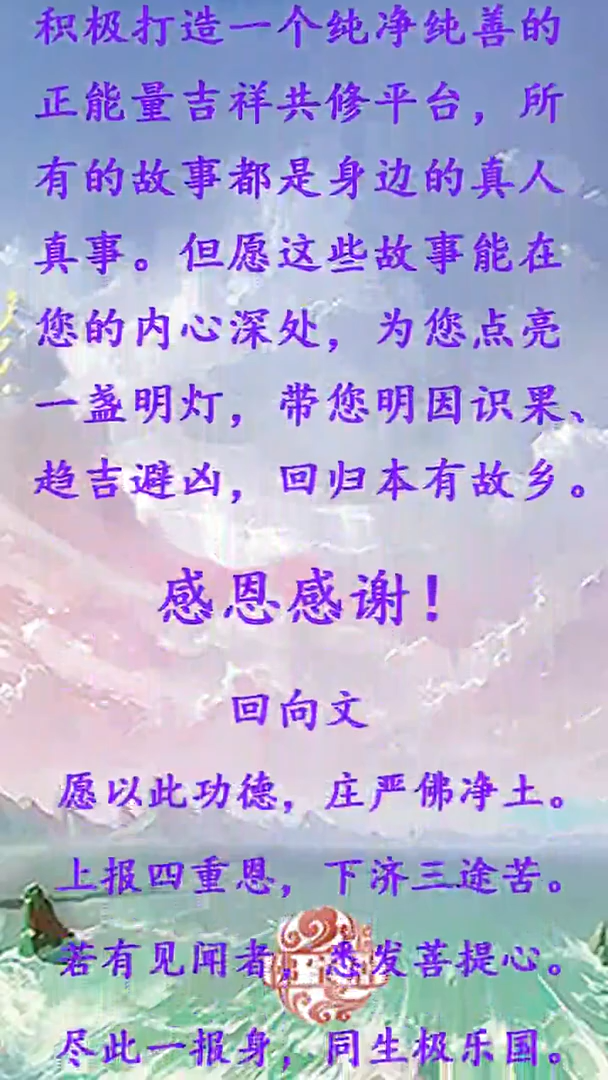 积极打造一个纯净纯善的
正能量吉祥共修平台，所
有的故事都是身边的真人
真事。但愿这些故事能在
您的内心深处，为您点亮
一盏明灯，带您明因识果、
趋吉避凶，回归本有故乡。
感恩感谢！
回向文
愿以此功德，庄严佛净土。
上报四重恩，下济三途苦。
若有见闻者，悉发菩提心。
尽此一报身，同生极乐国。